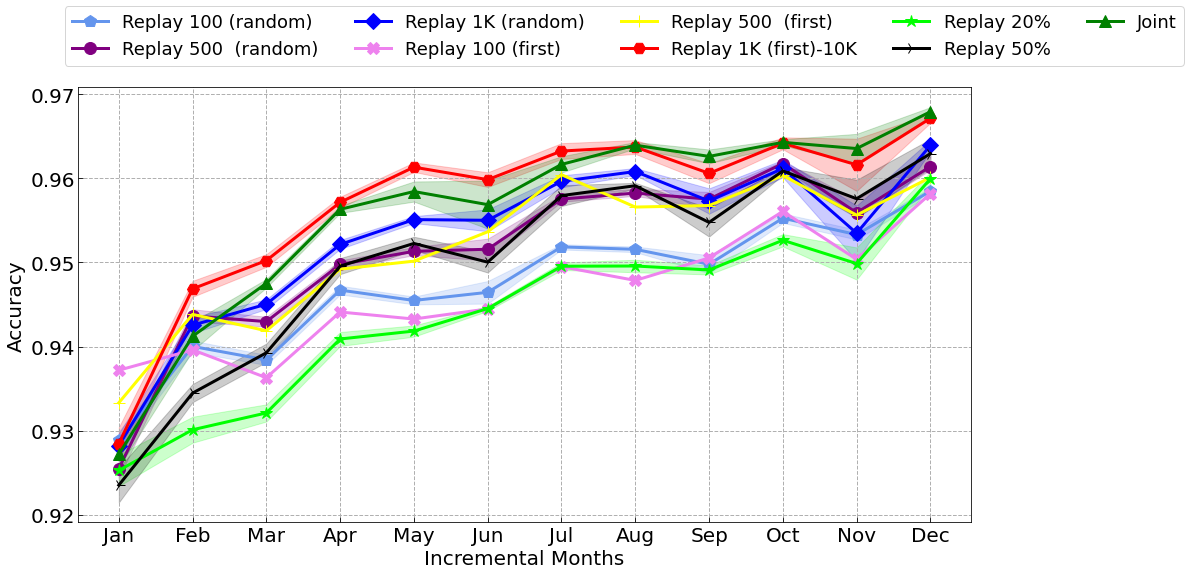 Replay 100 (random) Replay 1K (random) Replay 500 (first) Replay 20% Joint
Replay 500 (random) Replay 100 (first) Replay 1K (first)-10K Replay 50%
0.97
0.96
0.95
0.94
0.93
0.92
Accuracy
Jan Feb Mar Apr May Jun Jul Aug Sep Oct Nov Dec
Incremental Months